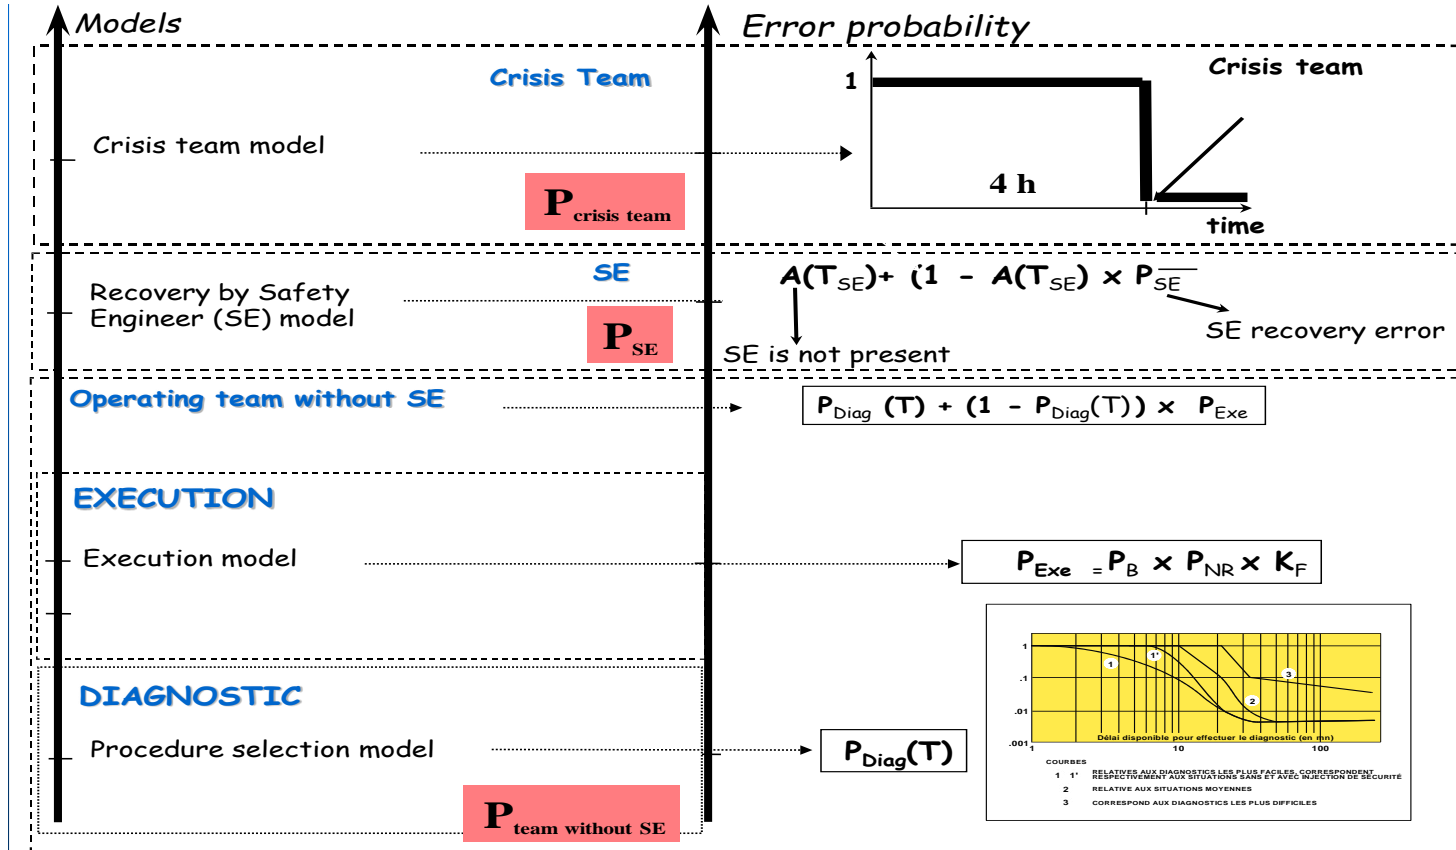 Models
Error probability
Crisis Team
Crisis team
1
Crisis team model
4 h
P crisis team
time
SE
A(TSE)+ (1 - A(TSE) x PSE
Recovery by Safety
Engineer (SE) model
SE recovery error
PSE
SE is not present
Operating team without SE
PDiag (T) + (1 - PDiag(T)) x PExe
EXECUTION
Execution model
PExe = PB x PNR x KF
1
.1
.01
.001
1
1'
2
3
Délai disponible pour effectuer le diagnostic (en mn)
1 10 100
DIAGNOSTIC
Procedure selection model
PDiag(T)
COURBES
1 1' RELATIVES AUX DIAGNOSTICS LES PLUS FACILES, CORRESPONDENT
RESPECTIVEMENT AUX SITUATIONS SANS ET AVEC INJECTION DE SÉCURITÉ
2 RELATIVE AUX SITUATIONS MOYENNES
3 CORRESPOND AUX DIAGNOSTICS LES PLUS DIFFICILES
P team without SE